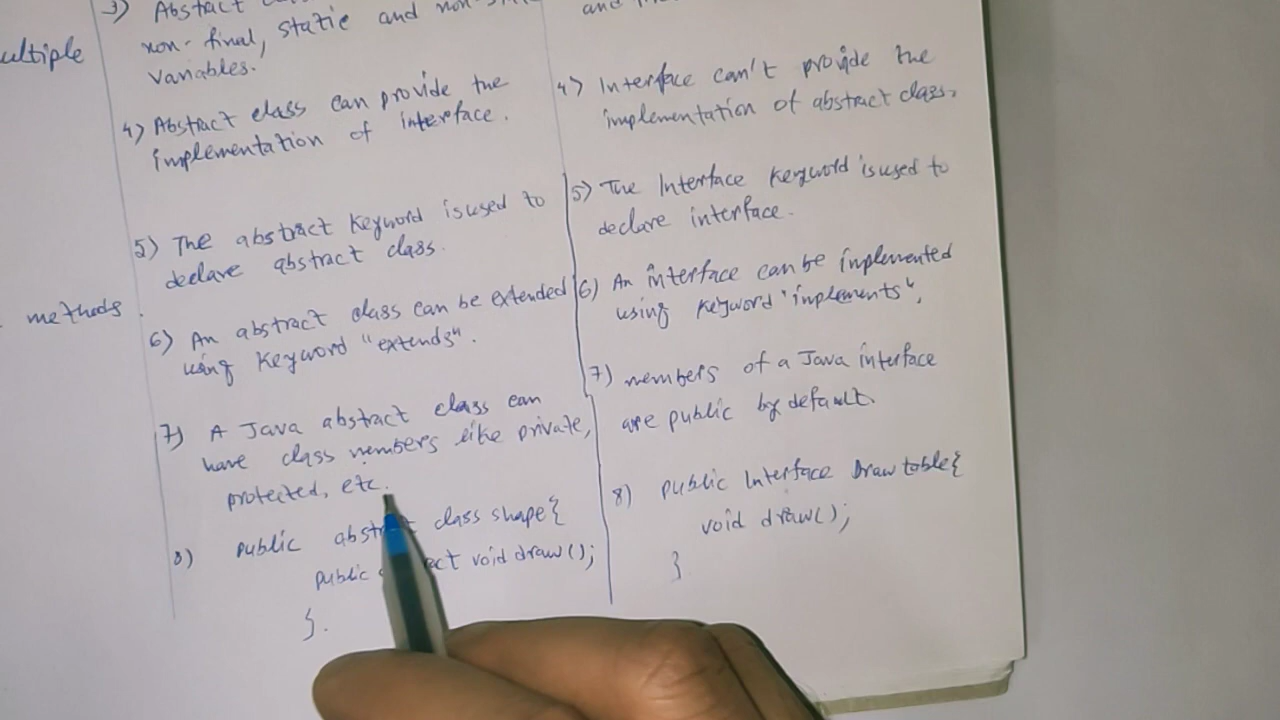 ultiple
methods.
3) Abstract
non-final, static and non-
variables.
4) Abstract class can provide the
implementation of interface.
5) The abstract keyword is used to
declare abstract class.
6) An abstract class can be extended
using keyword "extends".
7) A Java abstract class can
have class members like private,
protected, etc.
8) public class shape{
public void draw();
}.
and
4) Interface can't provide the
implementation of abstract class.
5) The Interface keyword is used to
declare interface.
6) An interface can be implemented
using keyword "implements".
7) members of a Java interface
are public by default.
8) public Interface Draw table{
void draw();
}